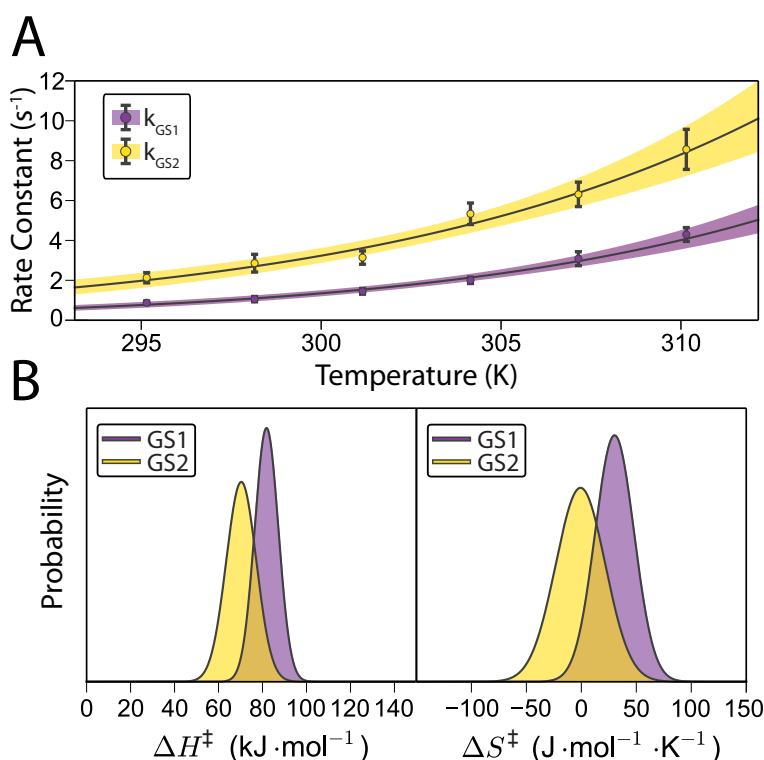 A
Rate Constant (s⁻¹)
12
10
8
6
4
2
0
k_GS1
k_GS2
295
300
305
310
Temperature (K)
B
Probability
GS1
GS2
GS1
GS2
0
20
40
60
80
100
120
140
−100
−50
0
50
100
150
ΔH‡ (kJ·mol⁻¹)
ΔS‡ (J·mol⁻¹·K⁻¹)